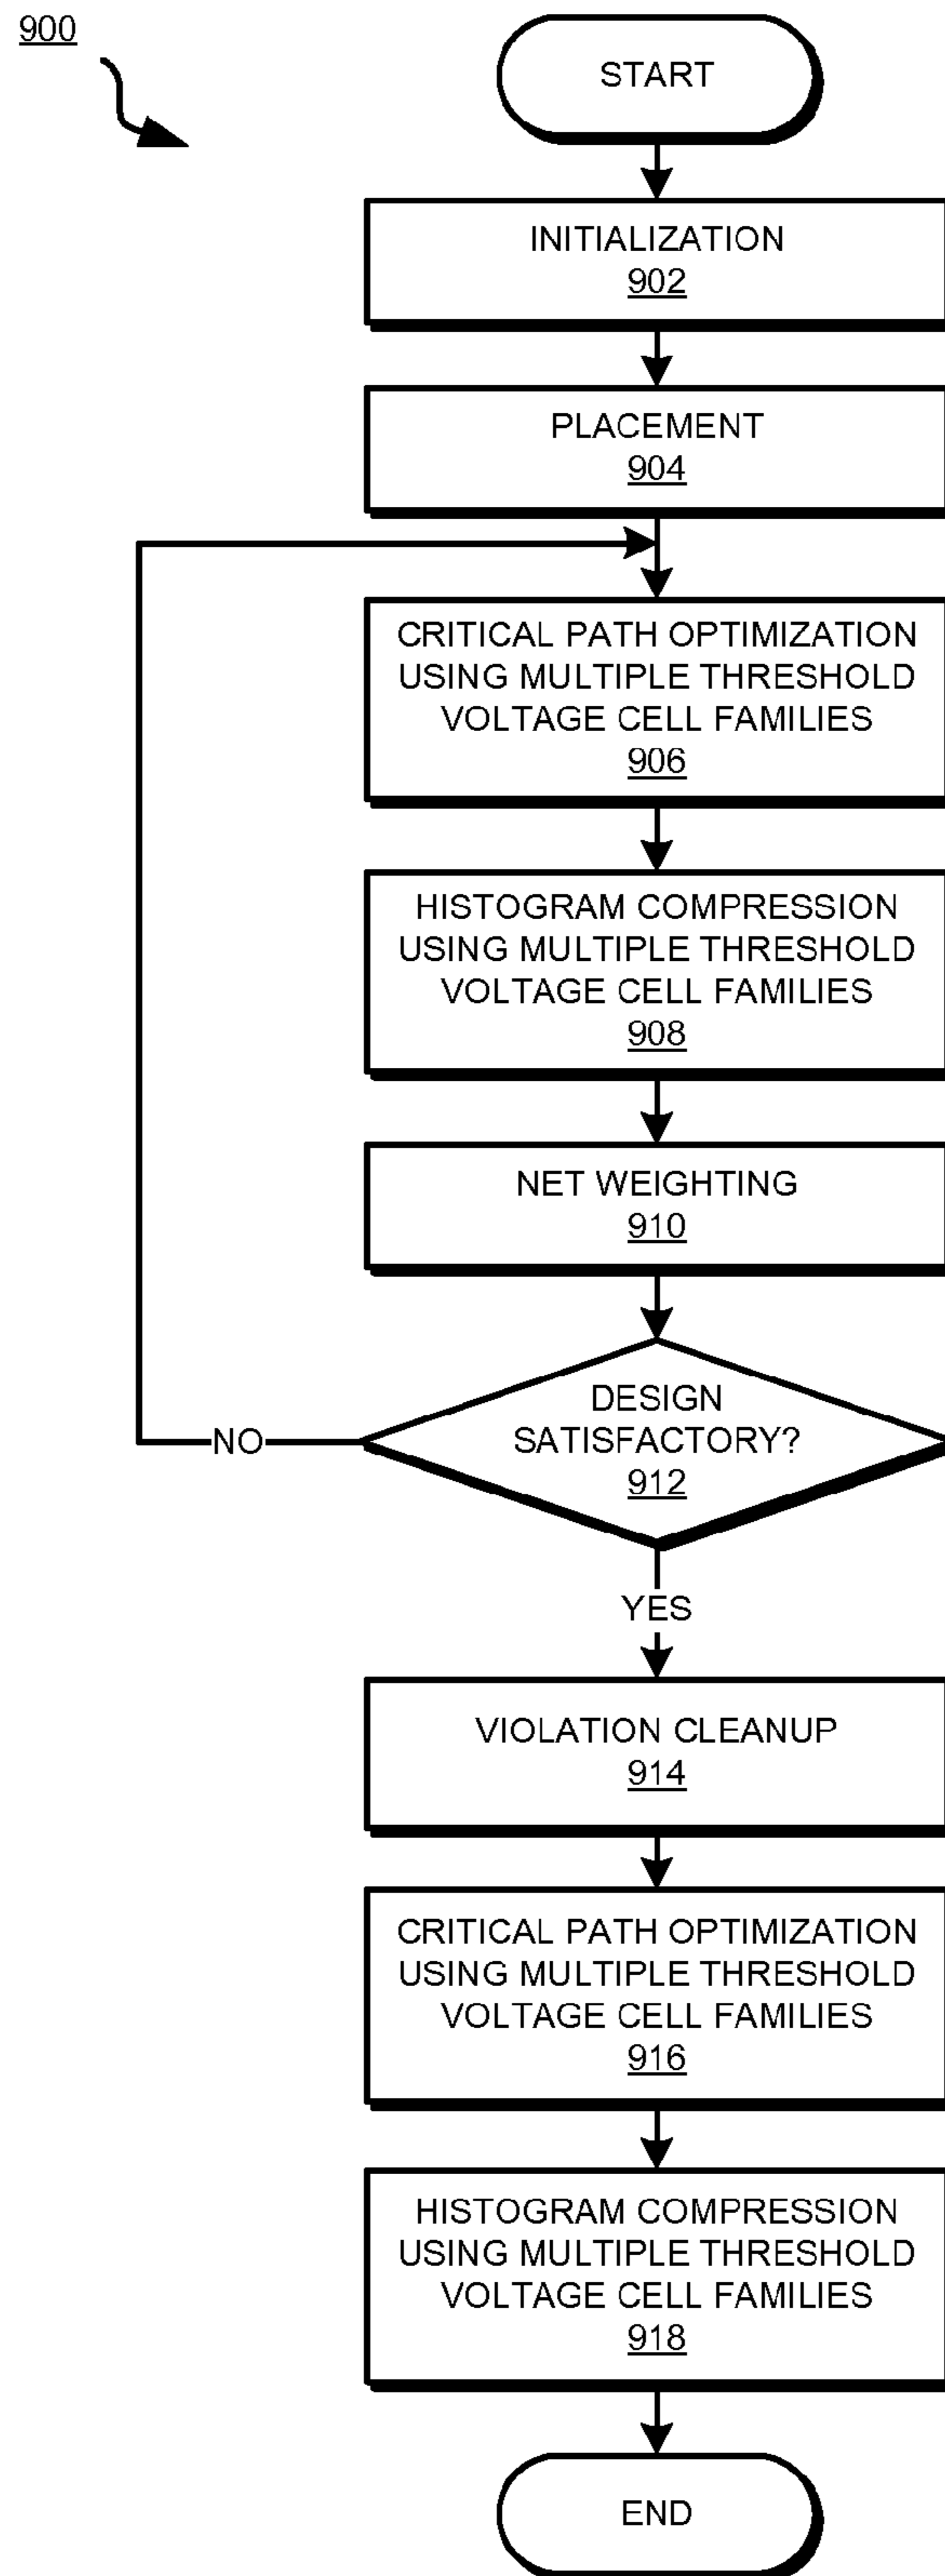 900
START
INITIALIZATION
902
PLACEMENT
904
CRITICAL PATH OPTIMIZATION
USING MULTIPLE THRESHOLD
VOLTAGE CELL FAMILIES
906
HISTOGRAM COMPRESSION
USING MULTIPLE THRESHOLD
VOLTAGE CELL FAMILIES
908
NET WEIGHTING
910
DESIGN
SATISFACTORY?
912
NO
YES
VIOLATION CLEANUP
914
CRITICAL PATH OPTIMIZATION
USING MULTIPLE THRESHOLD
VOLTAGE CELL FAMILIES
916
HISTOGRAM COMPRESSION
USING MULTIPLE THRESHOLD
VOLTAGE CELL FAMILIES
918
END